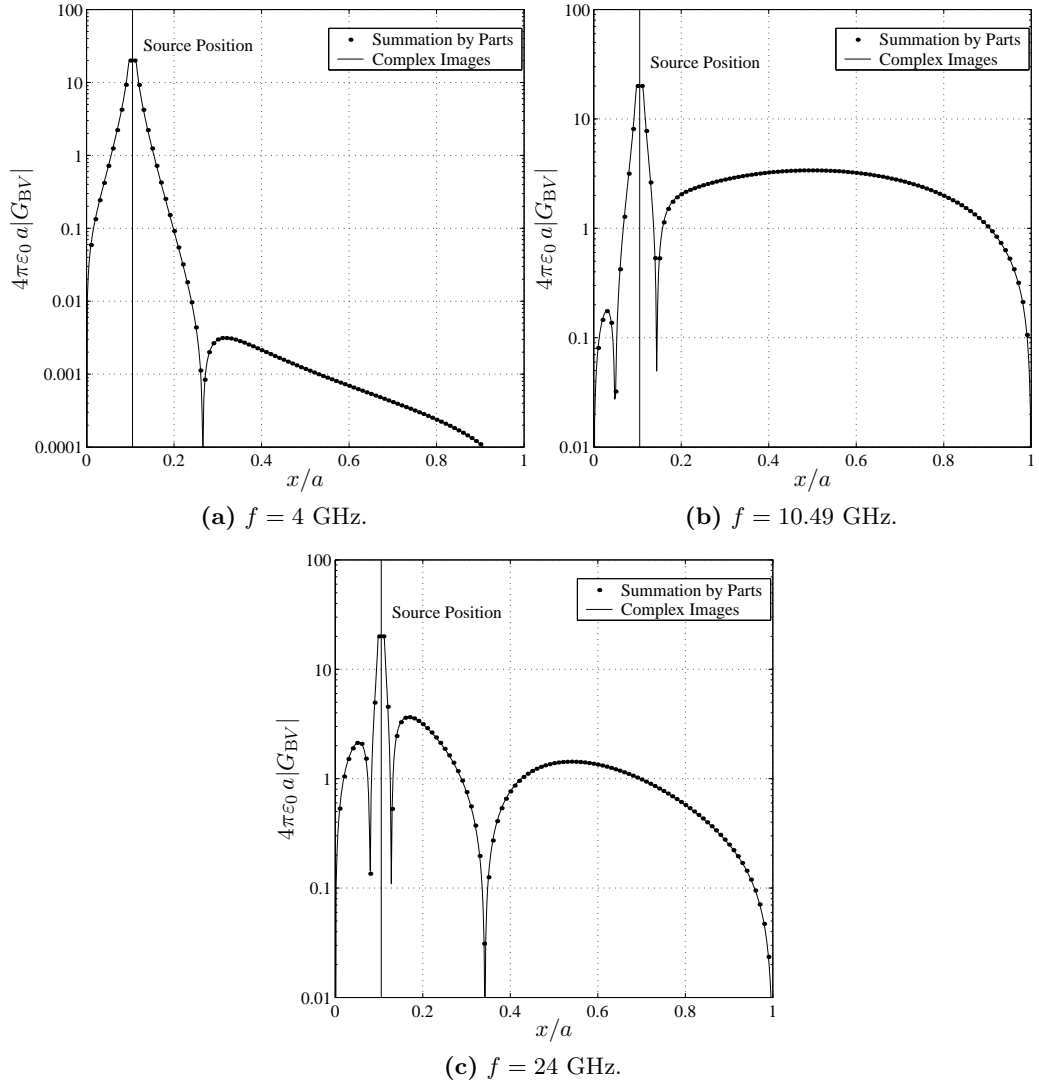 100
10
1
0.1
0.01
0.001
0.0001
0
0.2
0.4
0.6
0.8
1
x/a
4πε₀ a|G_BV|
Source Position
Summation by Parts
Complex Images
(a) f = 4 GHz.
100
10
1
0.1
0.01
0
0.2
0.4
0.6
0.8
1
x/a
4πε₀ a|G_BV|
Source Position
Summation by Parts
Complex Images
(b) f = 10.49 GHz.
100
10
1
0.1
0.01
0
0.2
0.4
0.6
0.8
1
x/a
4πε₀ a|G_BV|
Source Position
Summation by Parts
Complex Images
(c) f = 24 GHz.